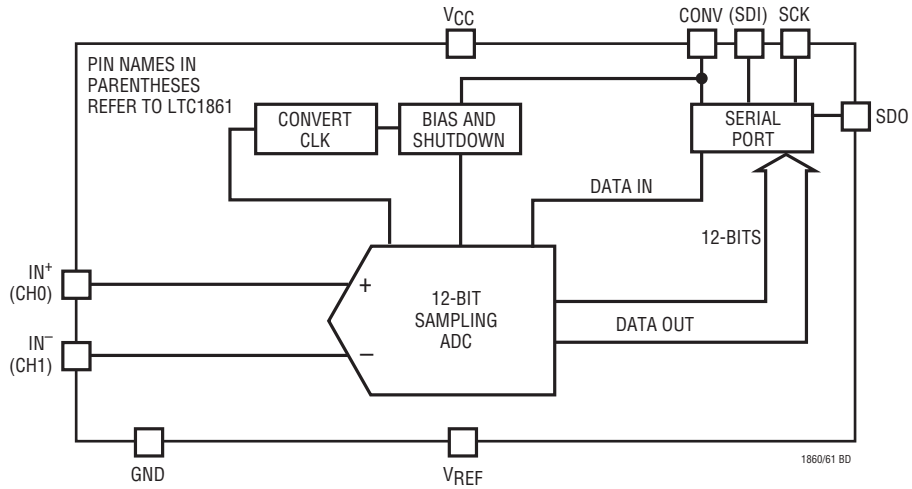 VCC
CONV (SDI) SCK
PIN NAMES IN
PARENTHESES
REFER TO LTC1861
CONVERT
CLK
BIAS AND
SHUTDOWN
SERIAL
PORT
SDO
DATA IN
12-BITS
IN+
(CH0)
+
12-BIT
SAMPLING
ADC
DATA OUT
IN–
(CH1)
–
GND
VREF
1860/61 BD